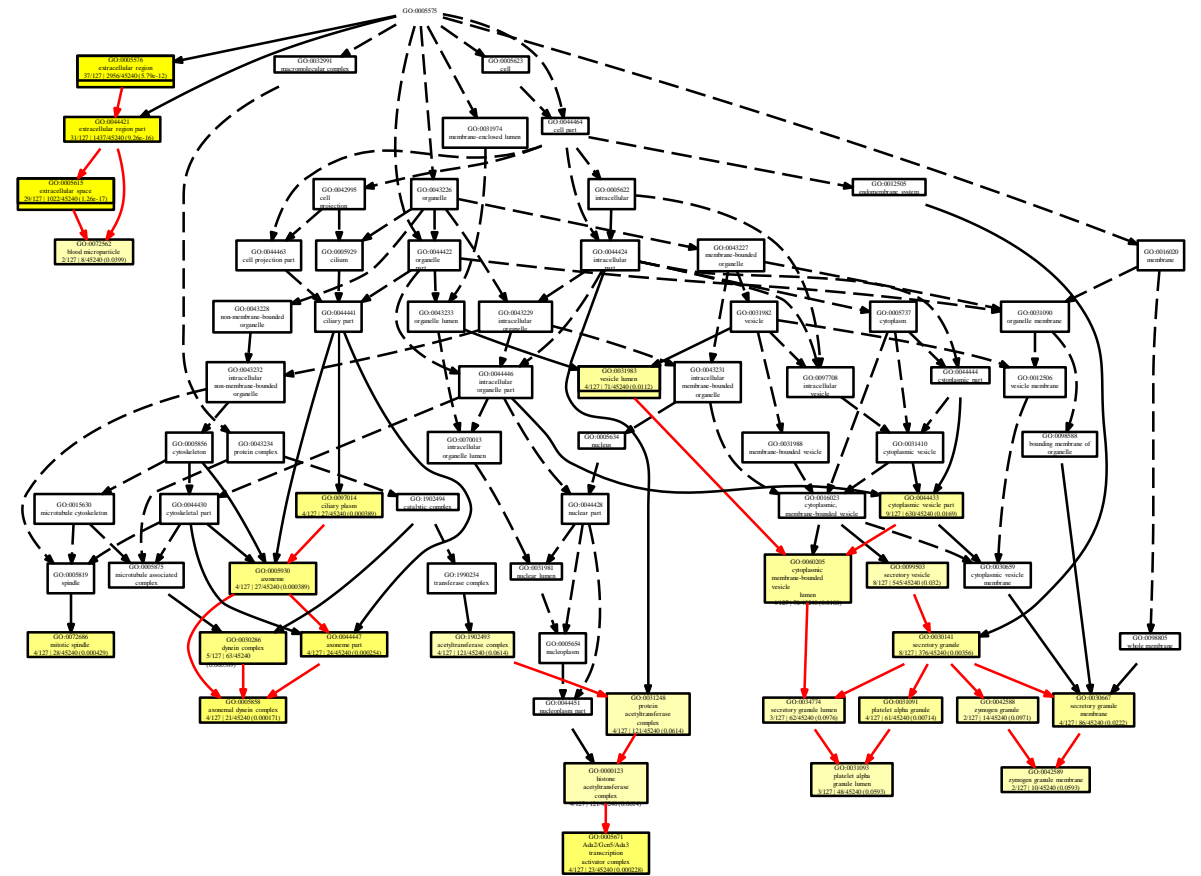 GO:0005575
GO:0005576
extracellular region
37/127 | 2956/45240 (5.79e-12)
GO:0032991
macromolecular complex
GO:0005623
cell
GO:0044421
extracellular region part
31/127 | 1437/45240 (9.26e-16)
GO:0031974
membrane-enclosed lumen
GO:0044464
cell part
GO:0005615
extracellular space
29/127 | 1022/45240 (1.26e-17)
GO:0042995
cell
projection
GO:0043226
organelle
GO:0005622
intracellular
GO:0012505
endomembrane system
GO:0072562
blood microparticle
2/127 | 8/45240 (0.0399)
GO:0044463
cell projection part
GO:0005929
cilium
GO:0044422
organelle
part
GO:0044424
intracellular
part
GO:0043227
membrane-bounded
organelle
GO:0016020
membrane
GO:0043228
non-membrane-bounded
organelle
GO:0044441
ciliary part
GO:0043233
organelle lumen
GO:0043229
intracellular
organelle
GO:0031982
vesicle
GO:0005737
cytoplasm
GO:0031090
organelle membrane
GO:0043232
intracellular
non-membrane-bounded
organelle
GO:0044446
intracellular
organelle part
GO:0031983
vesicle lumen
4/127 | 71/45240 (0.0112)
GO:0043231
intracellular
membrane-bounded
organelle
GO:0097708
intracellular
vesicle
GO:0044444
cytoplasmic part
GO:0012506
vesicle membrane
GO:0005856
cytoskeleton
GO:0043234
protein complex
GO:0070013
intracellular
organelle lumen
GO:0005634
nucleus
GO:0031988
membrane-bounded vesicle
GO:0031410
cytoplasmic vesicle
GO:0098588
bounding membrane of
organelle
GO:0015630
microtubule cytoskeleton
GO:0044430
cytoskeletal part
GO:0097014
ciliary plasm
4/127 | 27/45240 (0.000389)
GO:1902494
catalytic complex
GO:0044428
nuclear part
GO:0016023
cytoplasmic,
membrane-bounded vesicle
GO:0044433
cytoplasmic vesicle part
9/127 | 630/45240 (0.0169)
GO:0005819
spindle
GO:0005875
microtubule associated
complex
GO:0005930
axoneme
4/127 | 27/45240 (0.000389)
GO:1990234
transferase complex
GO:0031981
nuclear lumen
GO:0060205
cytoplasmic
membrane-bounded
vesicle
lumen
GO:0099503
secretory vesicle
8/127 | 545/45240 (0.032)
GO:0030659
cytoplasmic vesicle
membrane
GO:0072686
mitotic spindle
4/127 | 28/45240 (0.000429)
GO:0030286
dynein complex
5/127 | 63/45240
GO:0044447
axoneme part
4/127 | 24/45240 (0.000254)
GO:1902493
acetyltransferase complex
4/127 | 121/45240 (0.0614)
GO:0005654
nucleoplasm
GO:0030141
secretory granule
8/127 | 376/45240 (0.00356)
GO:0098805
whole membrane
GO:0005858
axonemal dynein complex
4/127 | 21/45240 (0.000171)
GO:0044451
nucleoplasm part
GO:0031248
protein
acetyltransferase
complex
4/127 | 121/45240 (0.0614)
GO:0034774
secretory granule lumen
3/127 | 62/45240 (0.0976)
GO:0031091
platelet alpha granule
4/127 | 61/45240 (0.00714)
GO:0042588
zymogen granule
2/127 | 14/45240 (0.0971)
GO:0030667
secretory granule
membrane
4/127 | 86/45240 (0.0222)
GO:0000123
histone
acetyltransferase
complex
GO:0031093
platelet alpha
granule lumen
3/127 | 48/45240 (0.0593)
GO:0042589
zymogen granule membrane
2/127 | 10/45240 (0.0593)
GO:0005671
Ada2/Gcn5/Ada3
transcription
activator complex
4/127 | 23/45240 (0.000228)